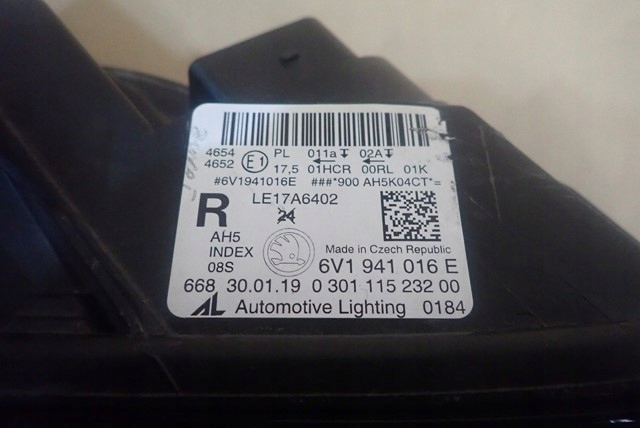 4654 E1 PL 011a 02A
4652 17,5 01HCR 00RL 01K
#6V1941016E ###*900 AH5K04CT*=
R LE17A6402
24
AH5
INDEX
08S
Made in Czech Republic
6V1 941 016 E
668 30.01.19 0 301 115 232 00
AL Automotive Lighting 0184